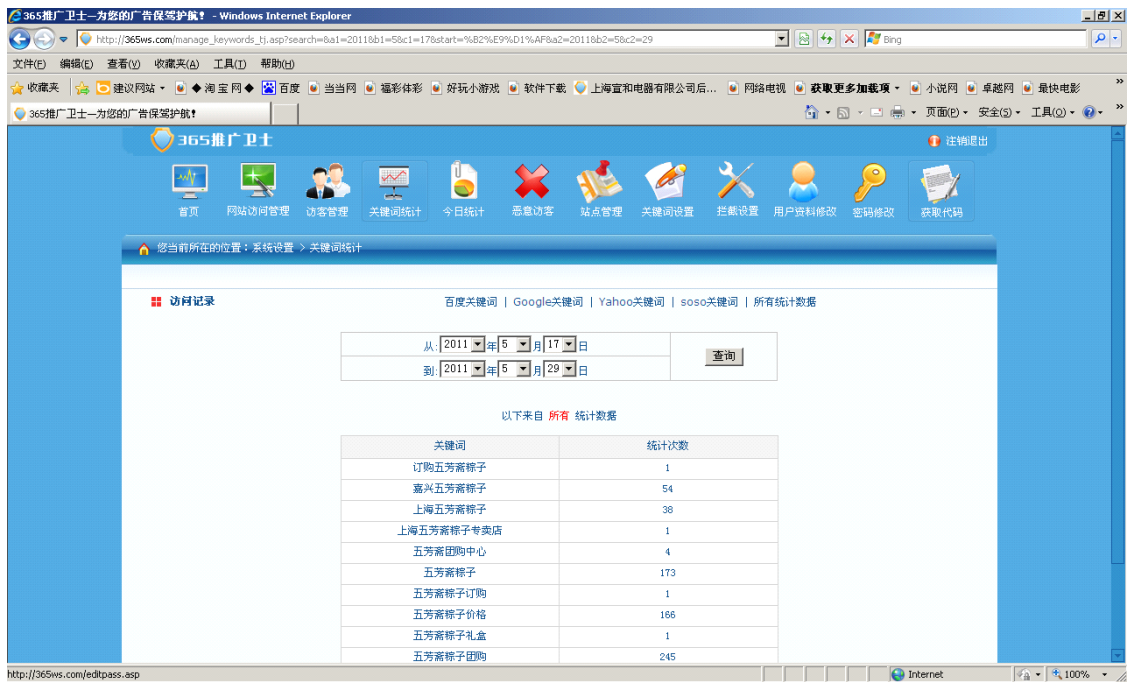 365推广卫士—为您的广告保驾护航! - Windows Internet Explorer
http://365ws.com/manage_keywords_tj.asp?search=&a1=2011&b1=5&c1=17&start=%B2%E9%D1%AF&a2=2011&b2=5&c2=29
Bing
文件(F) 编辑(E) 查看(V) 收藏夹(A) 工具(T) 帮助(H)
收藏夹 建议网站 ◆淘宝网◆ 百度 当当网 福彩体彩 好玩小游戏 软件下载 上海宜和电器有限公司后... 网络电视 获取更多加载项 小说网 卓越网 最快电影 »
365推广卫士—为您的广告保驾护航! 页面(P) 安全(S) 工具(O) »
365推广卫士 注销退出
首页 网站访问管理 访客管理 关键词统计 今日统计 恶意访客 站点管理 关键词设置 拦截设置 用户资料修改 密码修改 获取代码
您当前所在的位置：系统设置 > 关键词统计
访问记录 百度关键词 | Google关键词 | Yahoo关键词 | soso关键词 | 所有统计数据
从:2011年5月17日 查询
到:2011年5月29日
以下来自 所有 统计数据
关键词 统计次数
订购五芳斋粽子 1
嘉兴五芳斋粽子 54
上海五芳斋粽子 38
上海五芳斋粽子专卖店 1
五芳斋团购中心 4
五芳斋粽子 173
五芳斋粽子订购 1
五芳斋粽子价格 166
五芳斋粽子礼盒 1
五芳斋粽子团购 245
http://365ws.com/editpass.asp Internet 100%